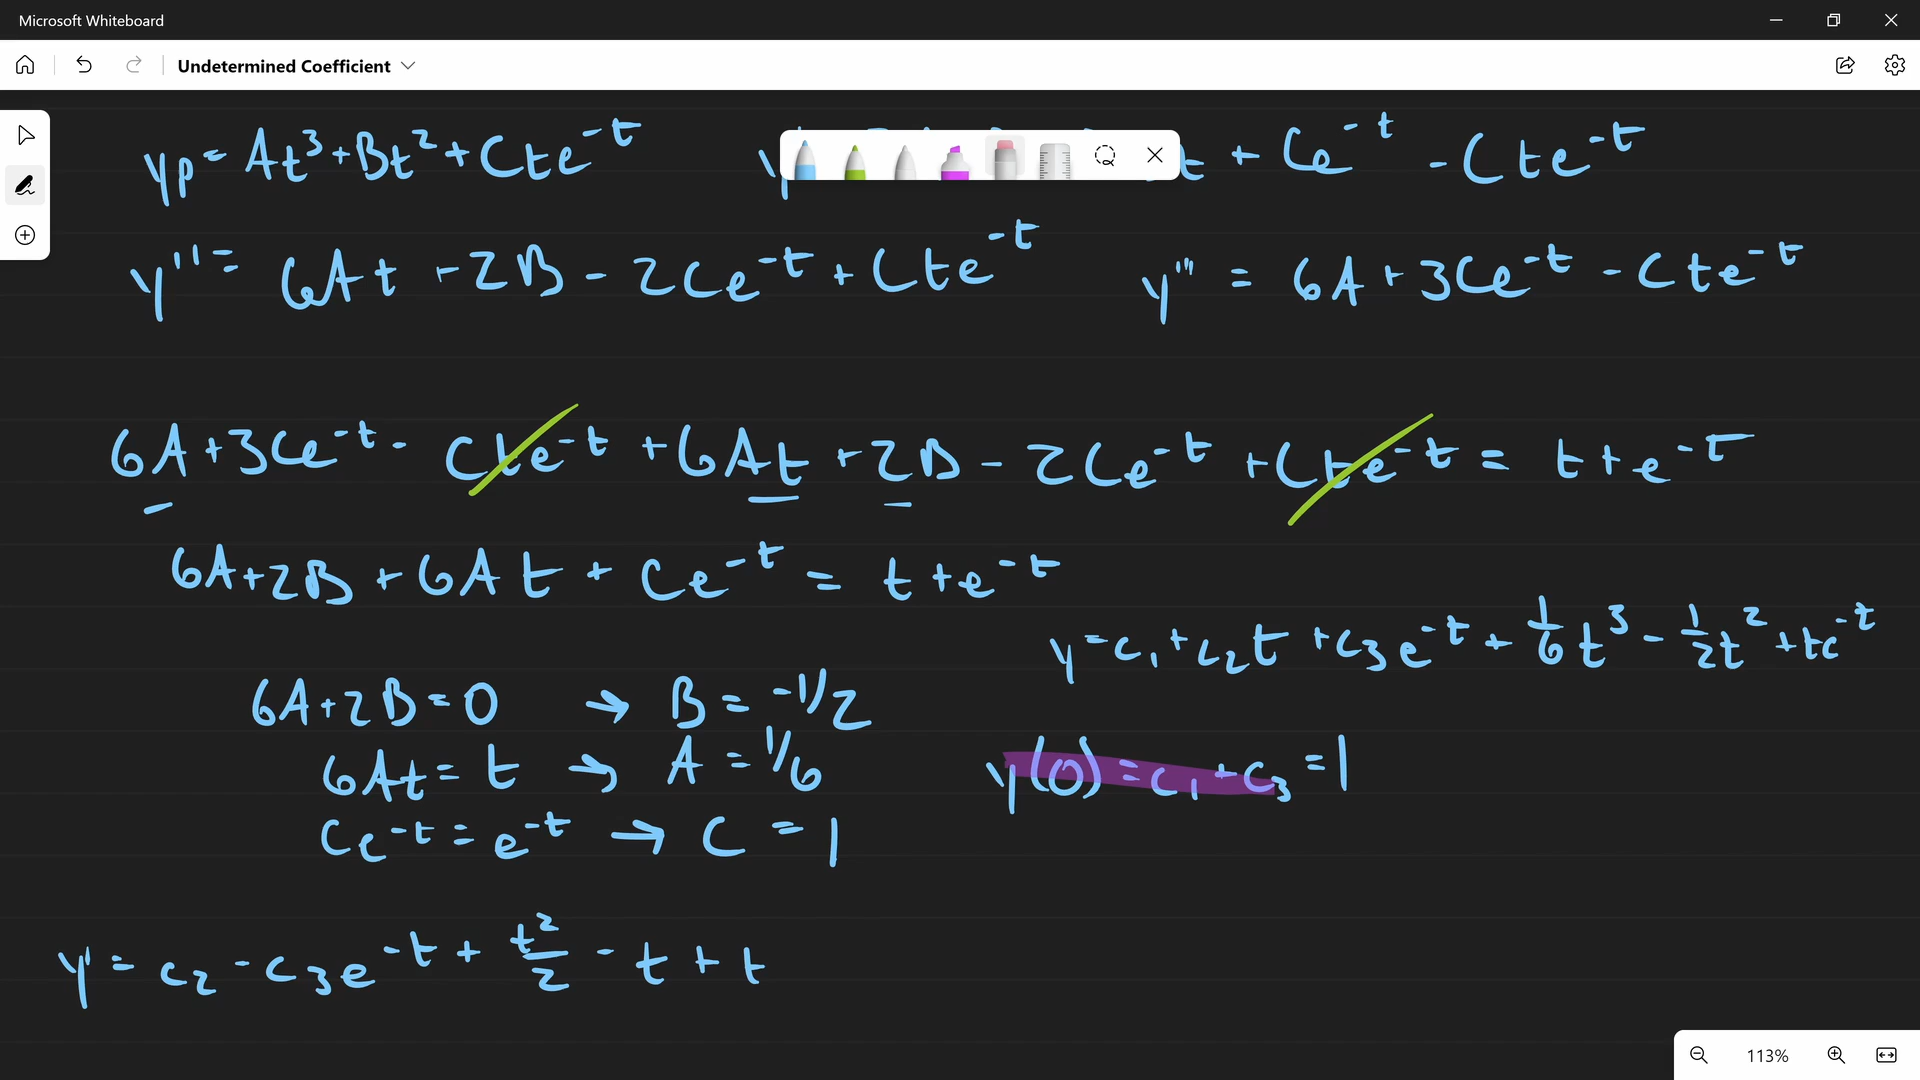 Microsoft Whiteboard
Undetermined Coefficient
yp = At³ + Bt² + Cte^-t
t + Ce^-t - Cte^-t
y'' = 6At + 2B - 2Ce^-t + Cte^-t
y''' = 6A + 3Ce^-t - Cte^-t
6A + 3Ce^-t - Cte^-t + 6At + 2B - 2Ce^-t + Cte^-t = t + e^-t
6A + 2B + 6At + Ce^-t = t + e^-t
y = c₁ + c₂t + c₃e^-t + 1/6 t³ - 1/2 t² + te^-t
6A + 2B = 0 → B = -1/2
6At = t → A = 1/6
y(0) = c₁ + c₃ = 1
Ce^-t = e^-t → C = 1
y' = c₂ - c₃e^-t + t²/2 - t + t
113%